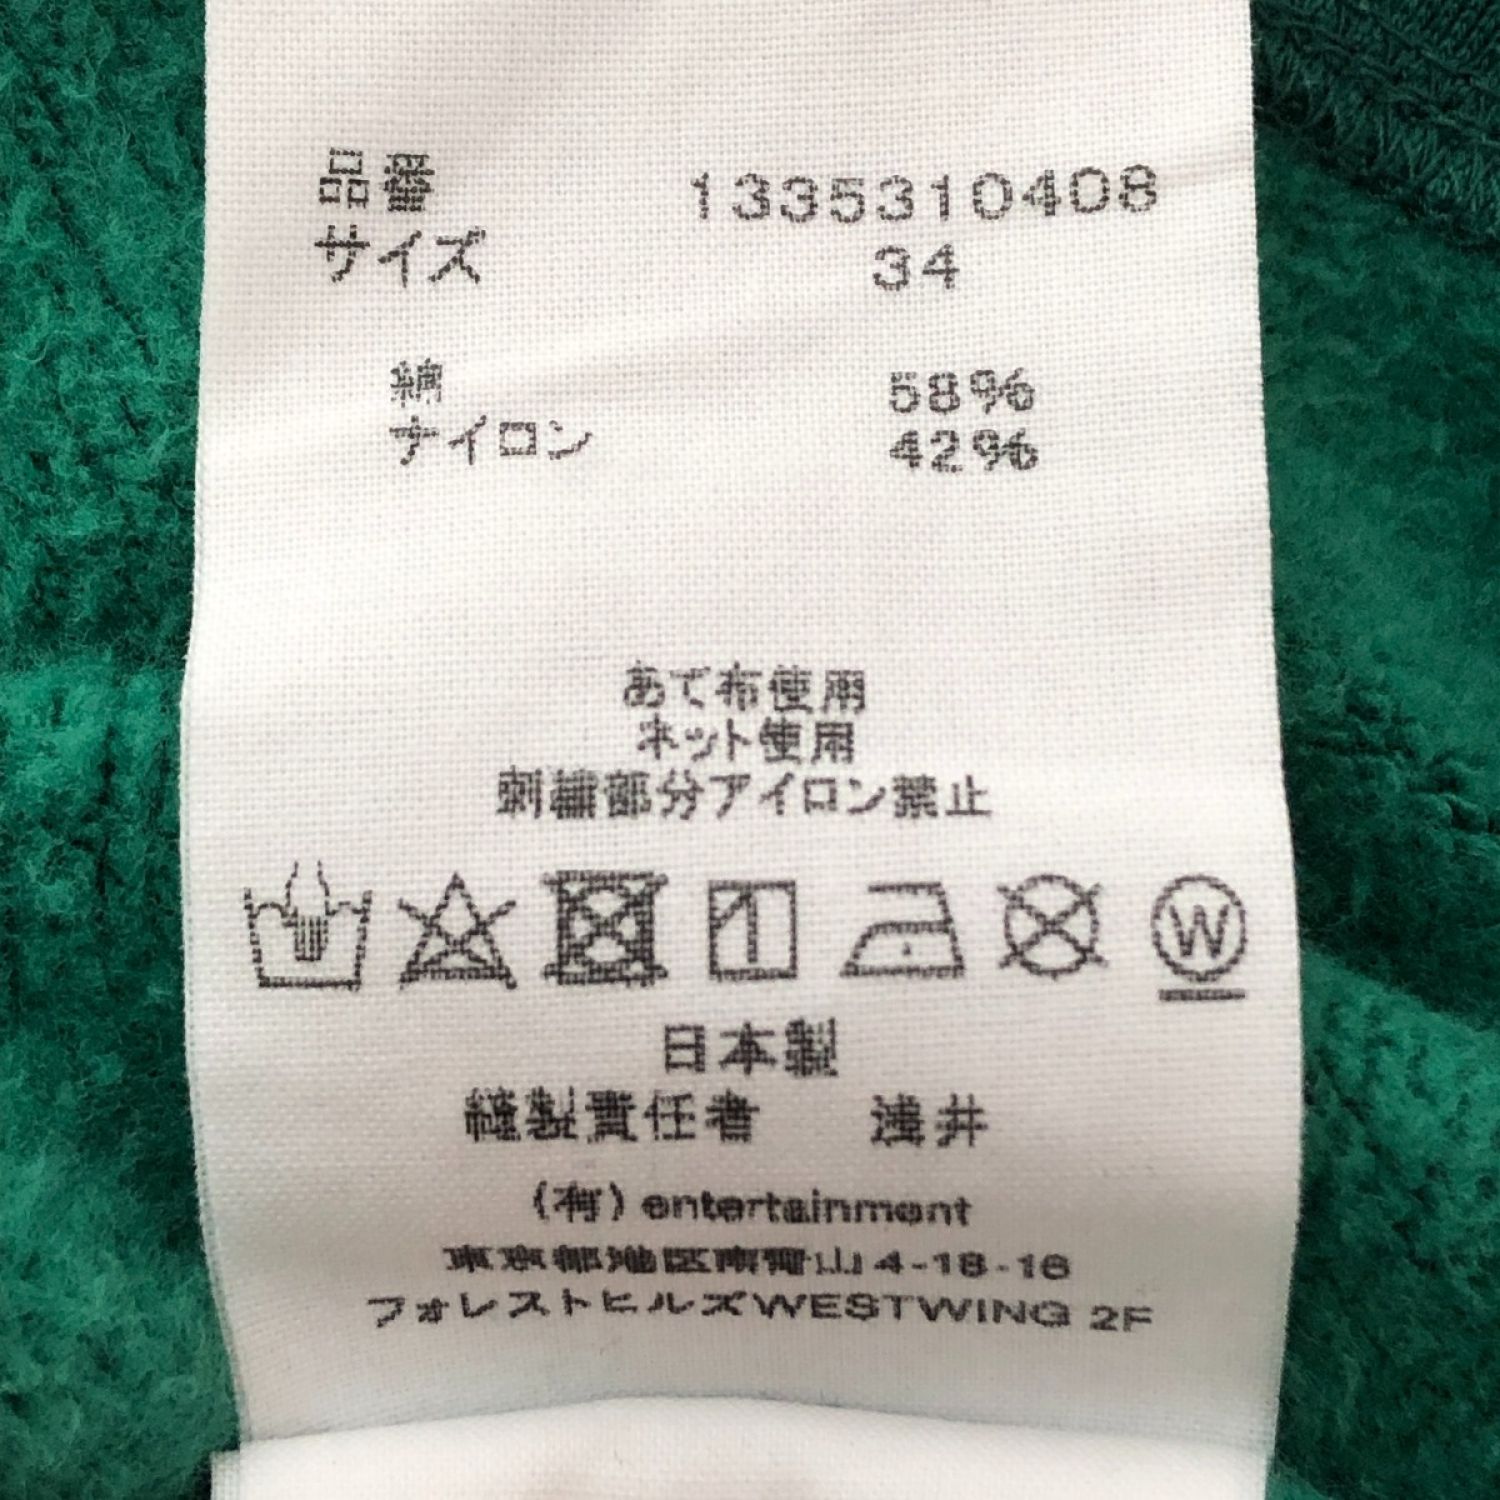 品番 1335310408
サイズ 34
綿 58%
ナイロン 42%
あて布使用
ネット使用
刺繍部分アイロン禁止
W
日本製
縫製責任者 浅井
(有) entertainment
東京都港区南青山4-18-16
フォレストヒルズWESTWING 2F